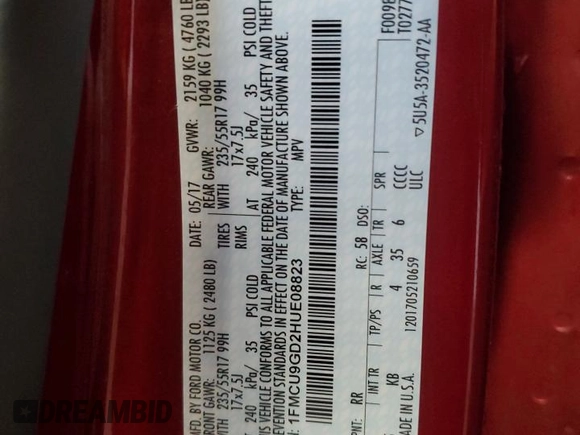 MFD. BY FORD MOTOR CO.
DATE: 05/17 GVWR: 2159 KG ( 4760 LB
FRONT GAWR: 1125 KG ( 2480 LB) REAR GAWR: 1040 KG ( 2293 LB)
WITH 235/55R17 99H TIRES WITH 235/55R17 99H
17x7.5J RIMS 17x7.5J
AT 240 kPa/ 35 PSI COLD AT 240 kPa/ 35 PSI COLD
THIS VEHICLE CONFORMS TO ALL APPLICABLE FEDERAL MOTOR VEHICLE SAFETY AND THEFT
PREVENTION STANDARDS IN EFFECT ON THE DATE OF MANUFACTURE SHOWN ABOVE.
1FMCU9GD2HUE08823 TYPE: MPV
F0098
T0277
PNT: RR RC: 58 DSO:
INT TR TP/PS R AXLE TR SPR
KB 4 35 6 CCCC
ULC
MADE IN U.S.A. 1201705210659
▽5U5A-3520472-AA
DREAMBID